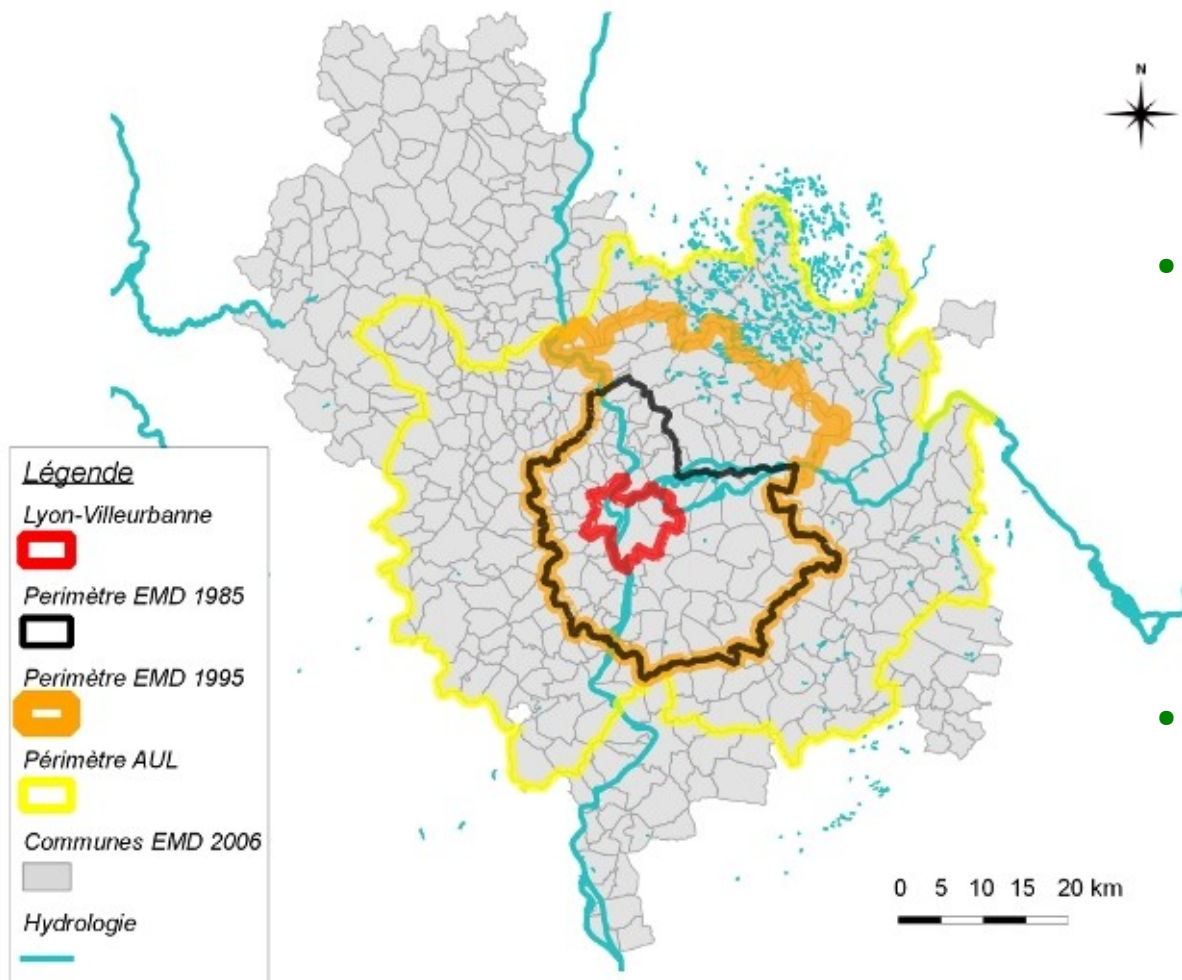 N
Légende
Lyon-Villeurbanne
Perimètre EMD 1985
Perimètre EMD 1995
Périmètre AUL
Communes EMD 2006
Hydrologie
0 5 10 15 20 km